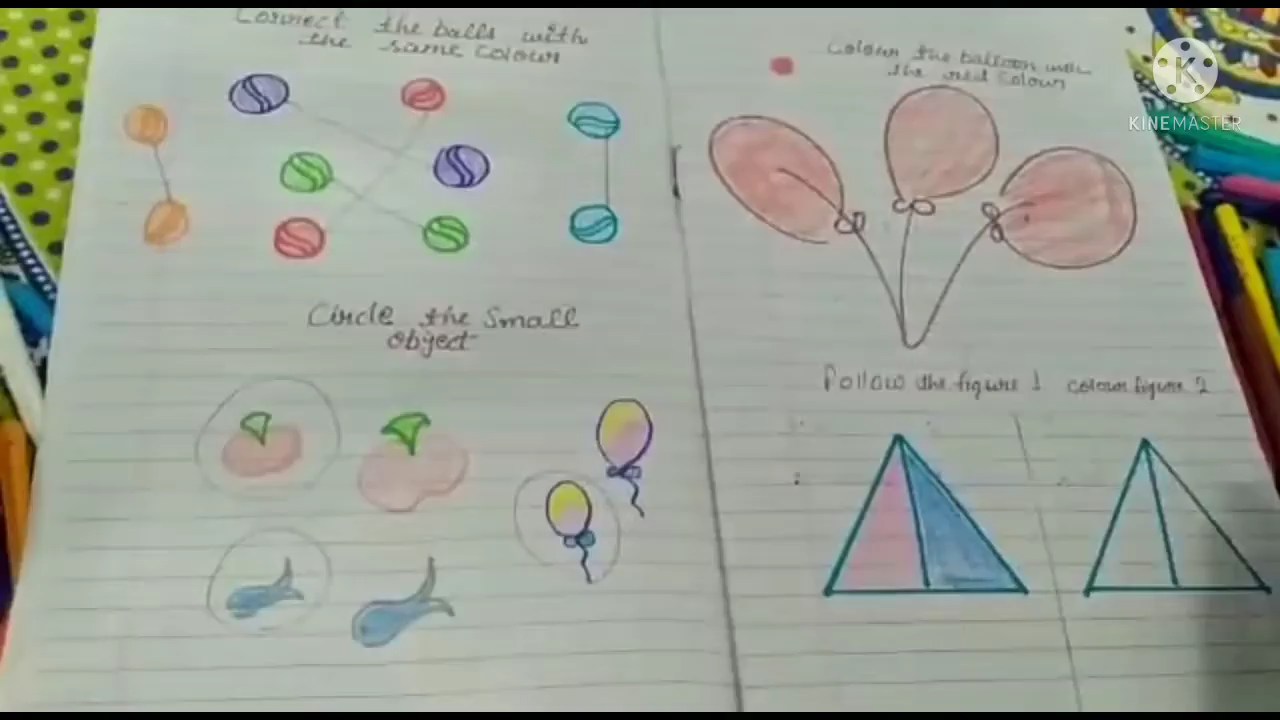 Connect the balls with
the same colour
Circle the Small
object
Colour the balloon with
the red colour
Follow the figure 1 colour figure 2
K
KINEMASTER